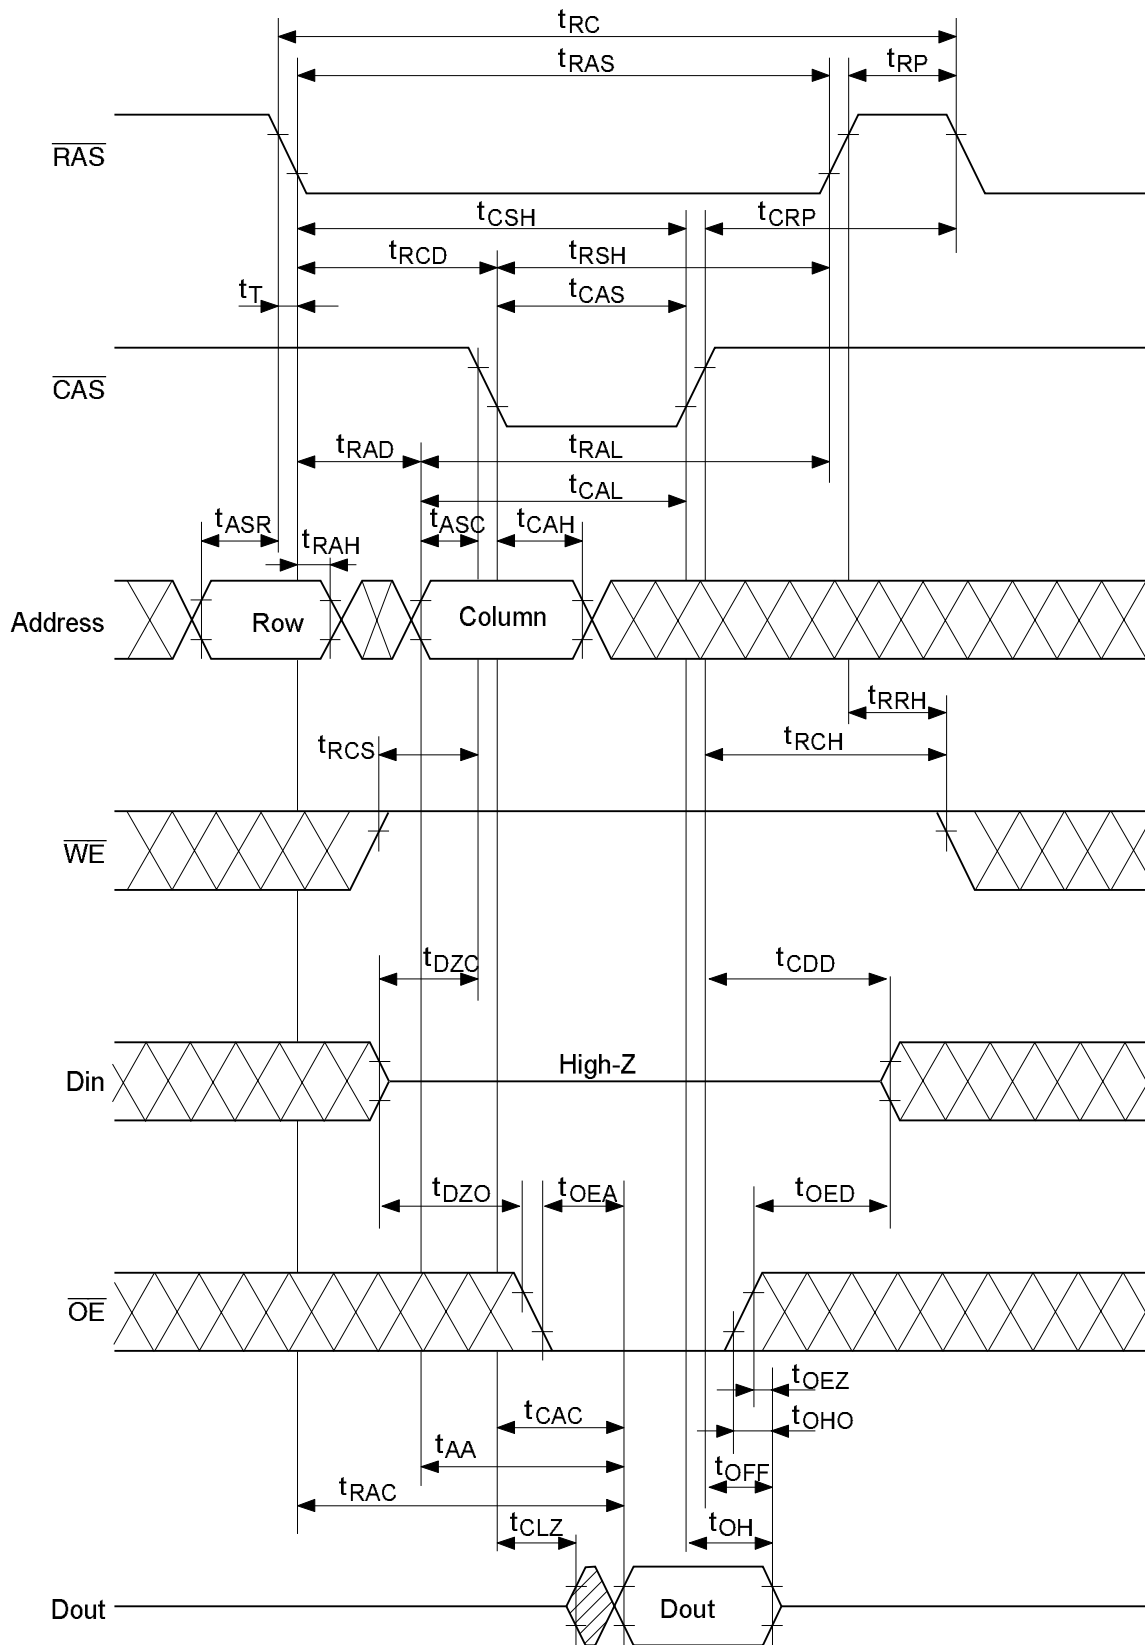 tRC
tRAS
tRP
RAS
tCSH
tCRP
tRCD
tRSH
tT
tCAS
CAS
tRAD
tRAL
tCAL
tASR
tASC
tCAH
tRAH
Address
Row
Column
tRRH
tRCS
tRCH
WE
tDZC
tCDD
Din
High-Z
tDZO
tOEA
tOED
OE
tOEZ
tCAC
tOHO
tAA
tOFF
tRAC
tCLZ
tOH
Dout
Dout